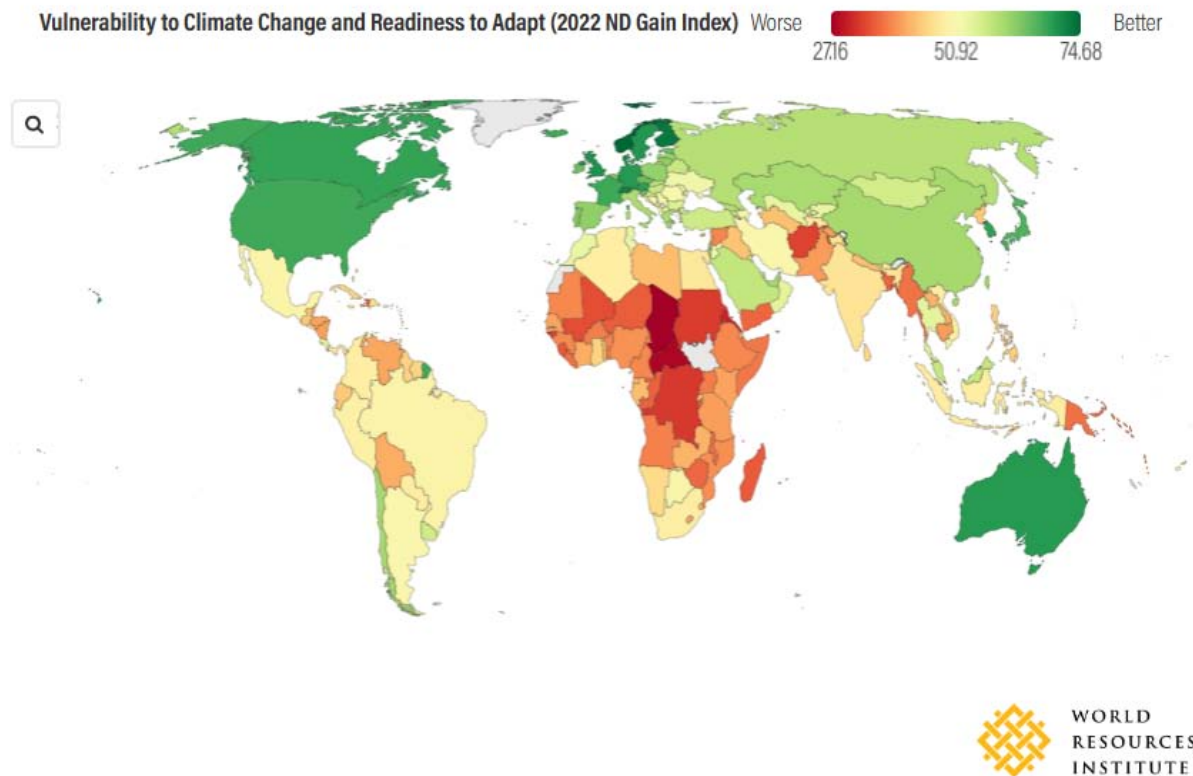 Vulnerability to Climate Change and Readiness to Adapt (2022 ND Gain Index) Worse Better
27.16 50.92 74.68
WORLD
RESOURCES
INSTITUTE